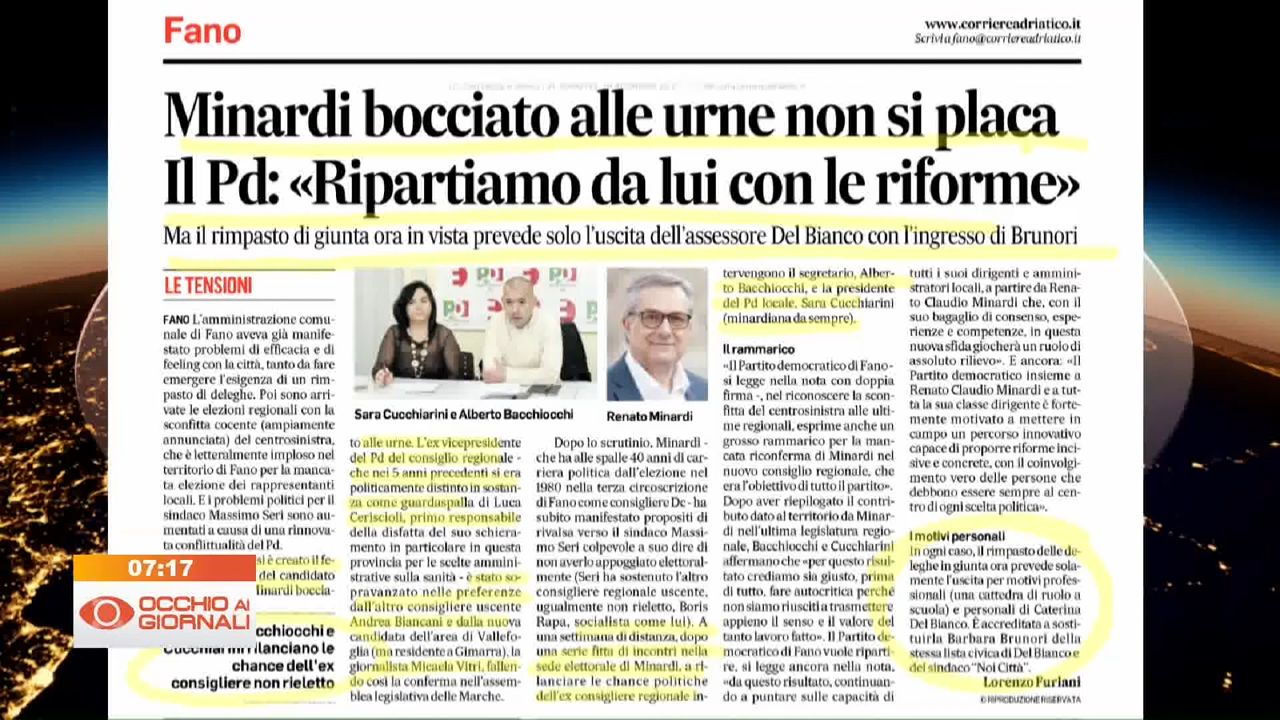 Fano
www.corriereadriatico.it
Scrivi a fano@corriereadriatico.it
Minardi bocciato alle urne non si placa
Il Pd: «Ripartiamo da lui con le riforme»
Ma il rimpasto di giunta ora in vista prevede solo l'uscita dell'assessore Del Bianco con l'ingresso di Brunori
LE TENSIONI
FANO L'amministrazione comu-
nale di Fano aveva già manife-
stato problemi di efficacia e di
feeling con la città, tanto da fare
emergere l'esigenza di un rim-
pasto di deleghe. Poi sono arri-
vate le elezioni regionali con la
sconfitta cocente (ampiamente
annunciata) del centrosinistra,
che è letteralmente imploso nel
territorio di Fano per la manca-
ta elezione dei rappresentanti
locali. E i problemi politici per il
sindaco Massimo Seri sono au-
mentati a causa di una rinnova-
ta conflittualità del Pd.
si è creato il fe-
del candidato
Minardi boccia-
07:17
OCCHIO AI
GIORNALI
cchiocchi e
Cucchiarini rilanciano le
chance dell'ex
consigliere non rieletto
PD
Sara Cucchiarini e Alberto Bacchiocchi
Renato Minardi
to alle urne. L'ex vicepresidente
del Pd del consiglio regionale -
che nei 5 anni precedenti si era
politicamente distinto in sostan-
za come guardaspalla di Luca
Ceriscioli, primo responsabile
della disfatta del suo schiera-
mento in particolare in questa
provincia per le scelte ammini-
strative sulla sanità - è stato so-
pravanzato nelle preferenze
dall'altro consigliere uscente
Andrea Biancani e dalla nuova
candidata dell'area di Vallefo-
glia (ma residente a Gimarra), la
giornalista Micaela Vitri, fallen-
do così la conferma nell'assem-
blea legislativa delle Marche.
Dopo lo scrutinio, Minardi -
che ha alle spalle 40 anni di car-
riera politica dall'elezione nel
1980 nella terza circoscrizione
di Fano come consigliere Dc - ha
subito manifestato propositi di
rivalsa verso il sindaco Massi-
mo Seri colpevole a suo dire di
non averlo appoggiato elettoral-
mente (Seri ha sostenuto l'altro
consigliere regionale uscente,
ugualmente non rieletto, Boris
Rapa, socialista come lui). A
una settimana di distanza, dopo
una serie fitta di incontri nella
sede elettorale di Minardi, a ri-
lanciare le chance politiche
dell'ex consigliere regionale in-
tervengono il segretario, Alber-
to Bacchiocchi, e la presidente
del Pd locale, Sara Cucchiarini
(minardiana da sempre).
Il rammarico
«Il Partito democratico di Fano -
si legge nella nota con doppia
firma -, nel riconoscere la scon-
fitta del centrosinistra alle ulti-
me regionali, esprime anche un
grosso rammarico per la man-
cata riconferma di Minardi nel
nuovo consiglio regionale, che
era l'obiettivo di tutto il partito».
Dopo aver riepilogato il contri-
buto dato al territorio da Minar-
di nell'ultima legislatura regio-
nale, Bacchiocchi e Cucchiarini
affermano che «per questo risul-
tato crediamo sia giusto, prima
di tutto, fare autocritica perché
non siamo riusciti a trasmettere
appieno il senso e il valore del
tanto lavoro fatto». Il Partito de-
mocratico di Fano vuole riparti-
re, si legge ancora nella nota,
«da questo risultato, continuan-
do a puntare sulle capacità di
tutti i suoi dirigenti e ammini-
stratori locali, a partire da Rena-
to Claudio Minardi che, con il
suo bagaglio di consenso, espe-
rienze e competenze, in questa
nuova sfida giocherà un ruolo di
assoluto rilievo». E ancora: «Il
Partito democratico insieme a
Renato Claudio Minardi e a tut-
ta la sua classe dirigente è forte-
mente motivato a mettere in
campo un percorso innovativo
capace di proporre riforme inci-
sive e concrete, con il coinvolgi-
mento vero delle persone che
debbono essere sempre al cen-
tro di ogni scelta politica».
I motivi personali
In ogni caso, il rimpasto delle de-
leghe in giunta ora prevede sola-
mente l'uscita per motivi profes-
sionali (una cattedra di ruolo a
scuola) e personali di Caterina
Del Bianco. È accreditata a sosti-
tuirla Barbara Brunori della
stessa lista civica di Del Bianco e
del sindaco "Noi Città".
Lorenzo Furlani
© RIPRODUZIONE RISERVATA